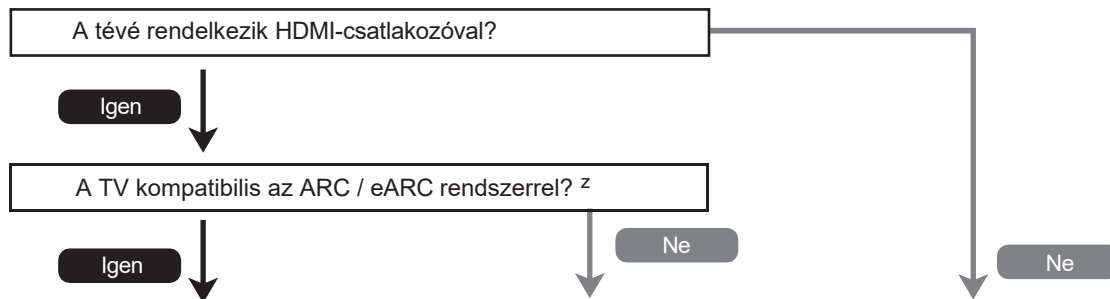 A tévé rendelkezik HDMI-csatlakozóval?
Igen
A TV kompatibilis az ARC / eARC rendszerrel? z
Ne
Igen
Ne